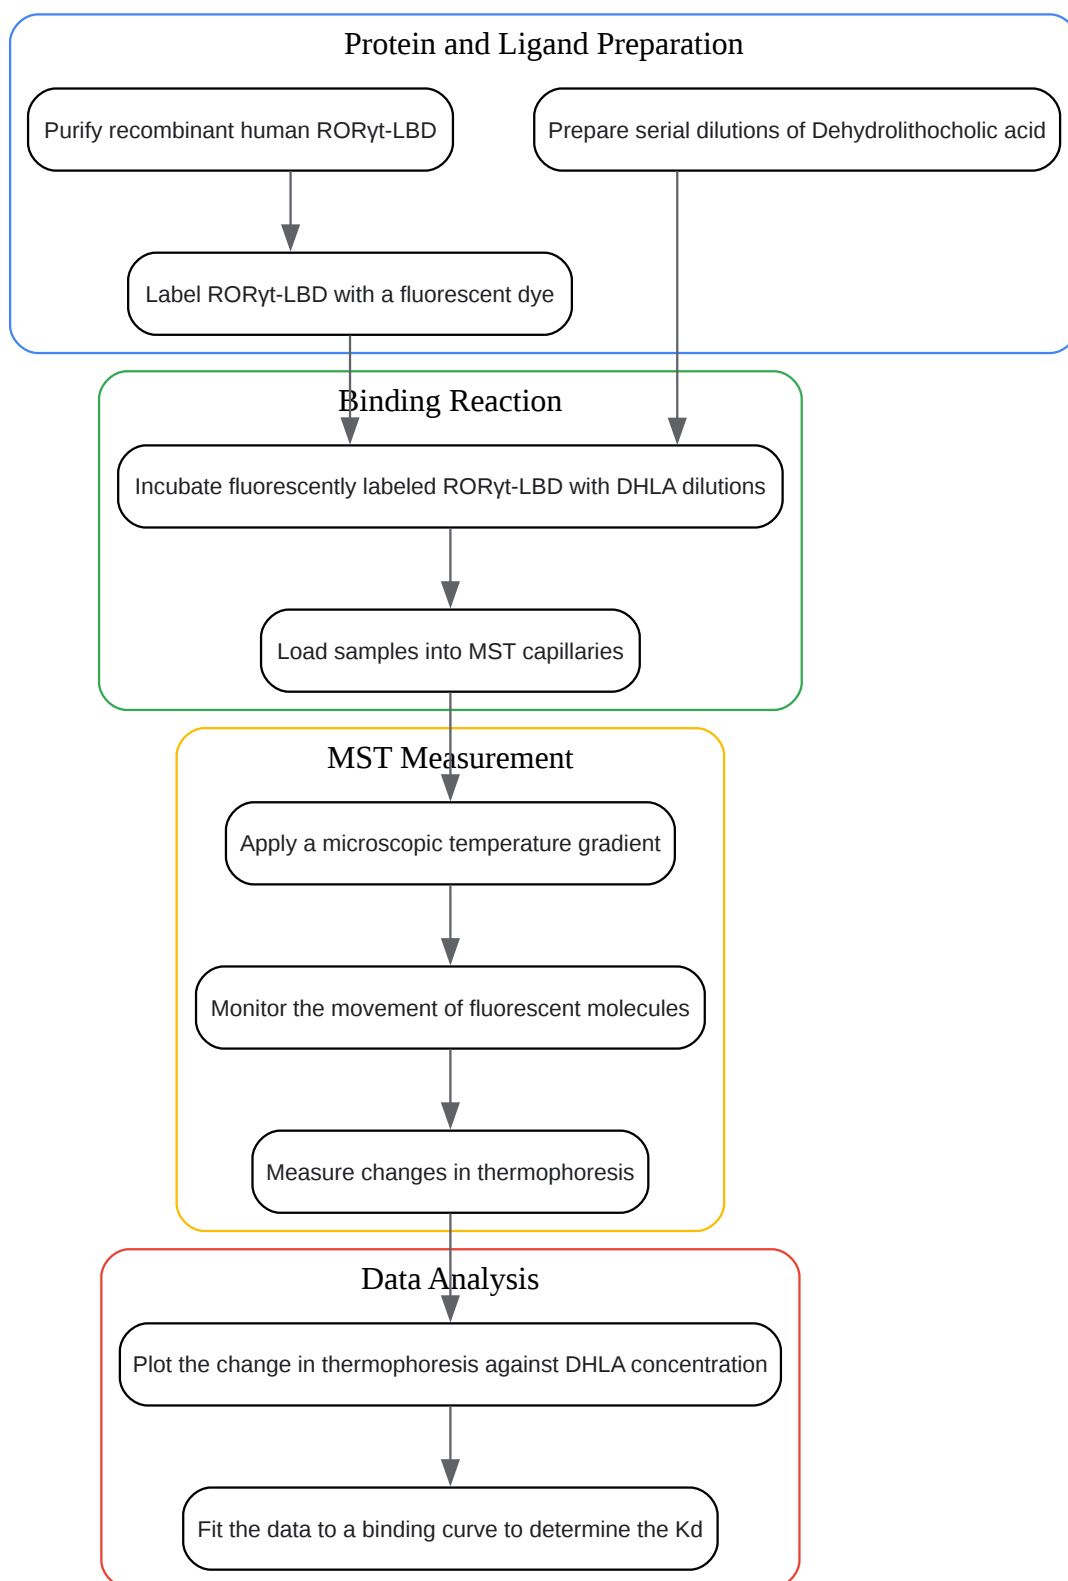 Protein and Ligand Preparation
Purify recombinant human RORγt-LBD
Prepare serial dilutions of Dehydrolithocholic acid
Label RORγt-LBD with a fluorescent dye
Binding Reaction
Incubate fluorescently labeled RORγt-LBD with DHLA dilutions
Load samples into MST capillaries
MST Measurement
Apply a microscopic temperature gradient
Monitor the movement of fluorescent molecules
Measure changes in thermophoresis
Data Analysis
Plot the change in thermophoresis against DHLA concentration
Fit the data to a binding curve to determine the Kd